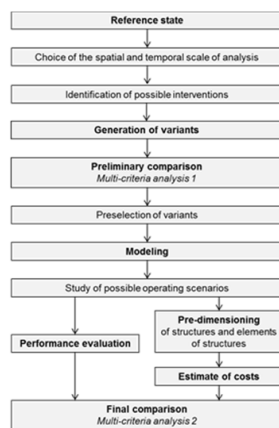 Reference state
Choice of the spatial and temporal scale of analysis
Identification of possible interventions
Generation of variants
Preliminary comparison
Multi-criteria analysis 1
Preselection of variants
Modeling
Study of possible operating scenarios
Pre-dimensioning
of structures and elements
of structures
Performance evaluation
Estimate of costs
Final comparison
Multi-criteria analysis 2